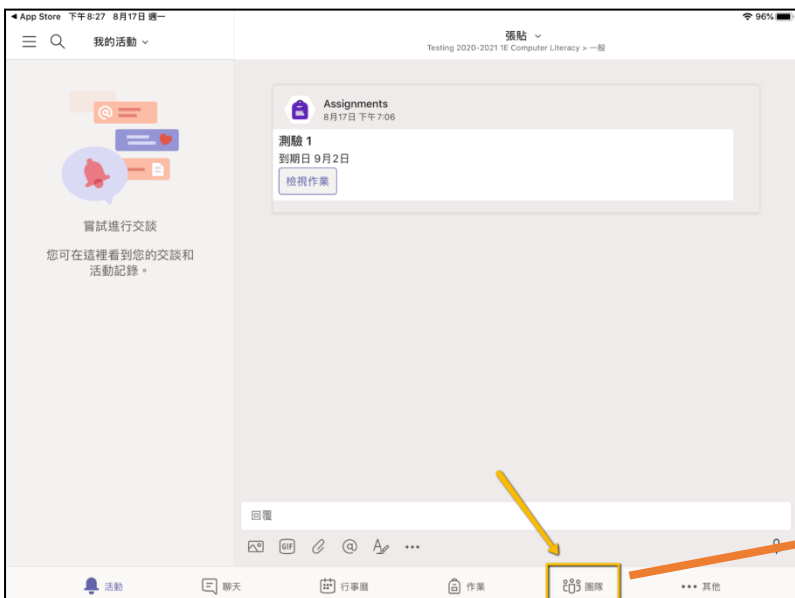 App Store 下午8:27 8月17日 週一
96%
我的活動
張貼
Testing 2020-2021 1E Computer Literacy > 一般
@
Assignments
8月17日 下午7:06
測驗 1
到期日 9月2日
檢視作業
嘗試進行交談
您可在這裡看到您的交談和
活動記錄。
回覆
GIF
活動
聊天
行事曆
作業
團隊
其他